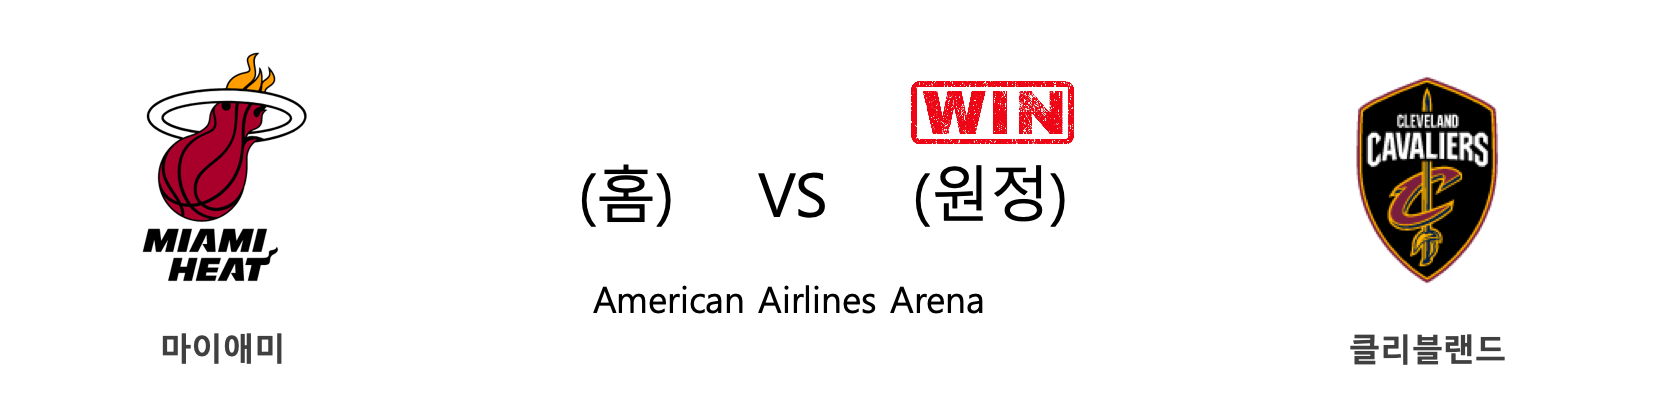 MIAMI
HEAT
마이애미
WIN
(홈) VS (원정)
American Airlines Arena
CLEVELAND
CAVALIERS
C
클리블랜드